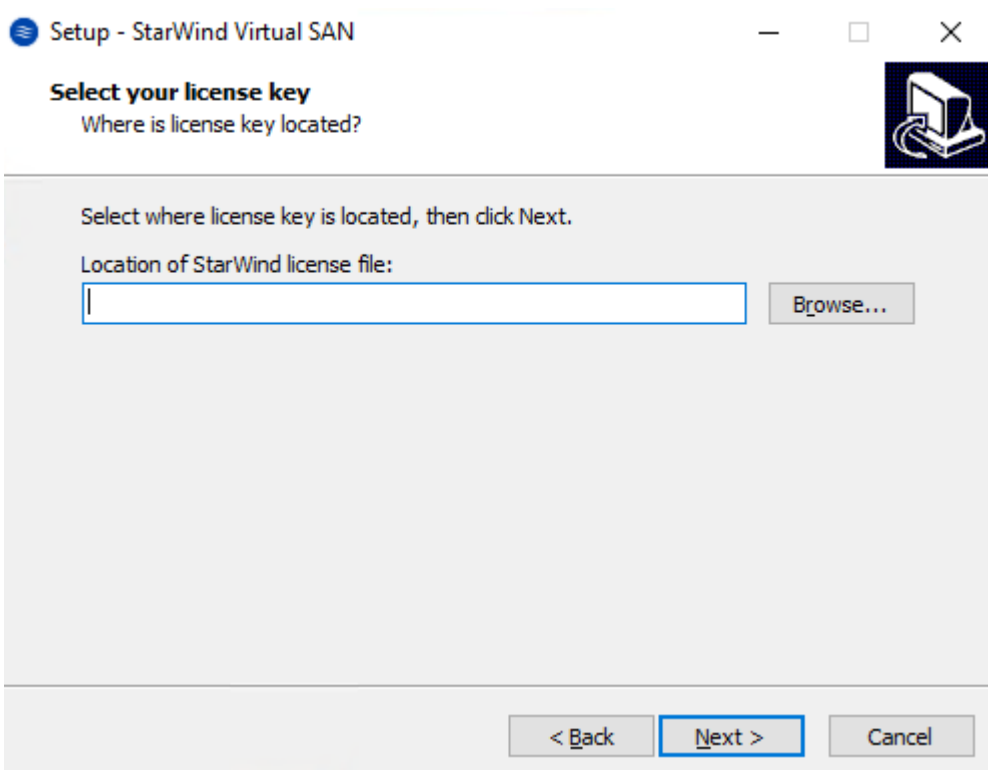 Setup - StarWind Virtual SAN
Select your license key
Where is license key located?
Select where license key is located, then click Next.
Location of StarWind license file:
Browse...
< Back
Next >
Cancel